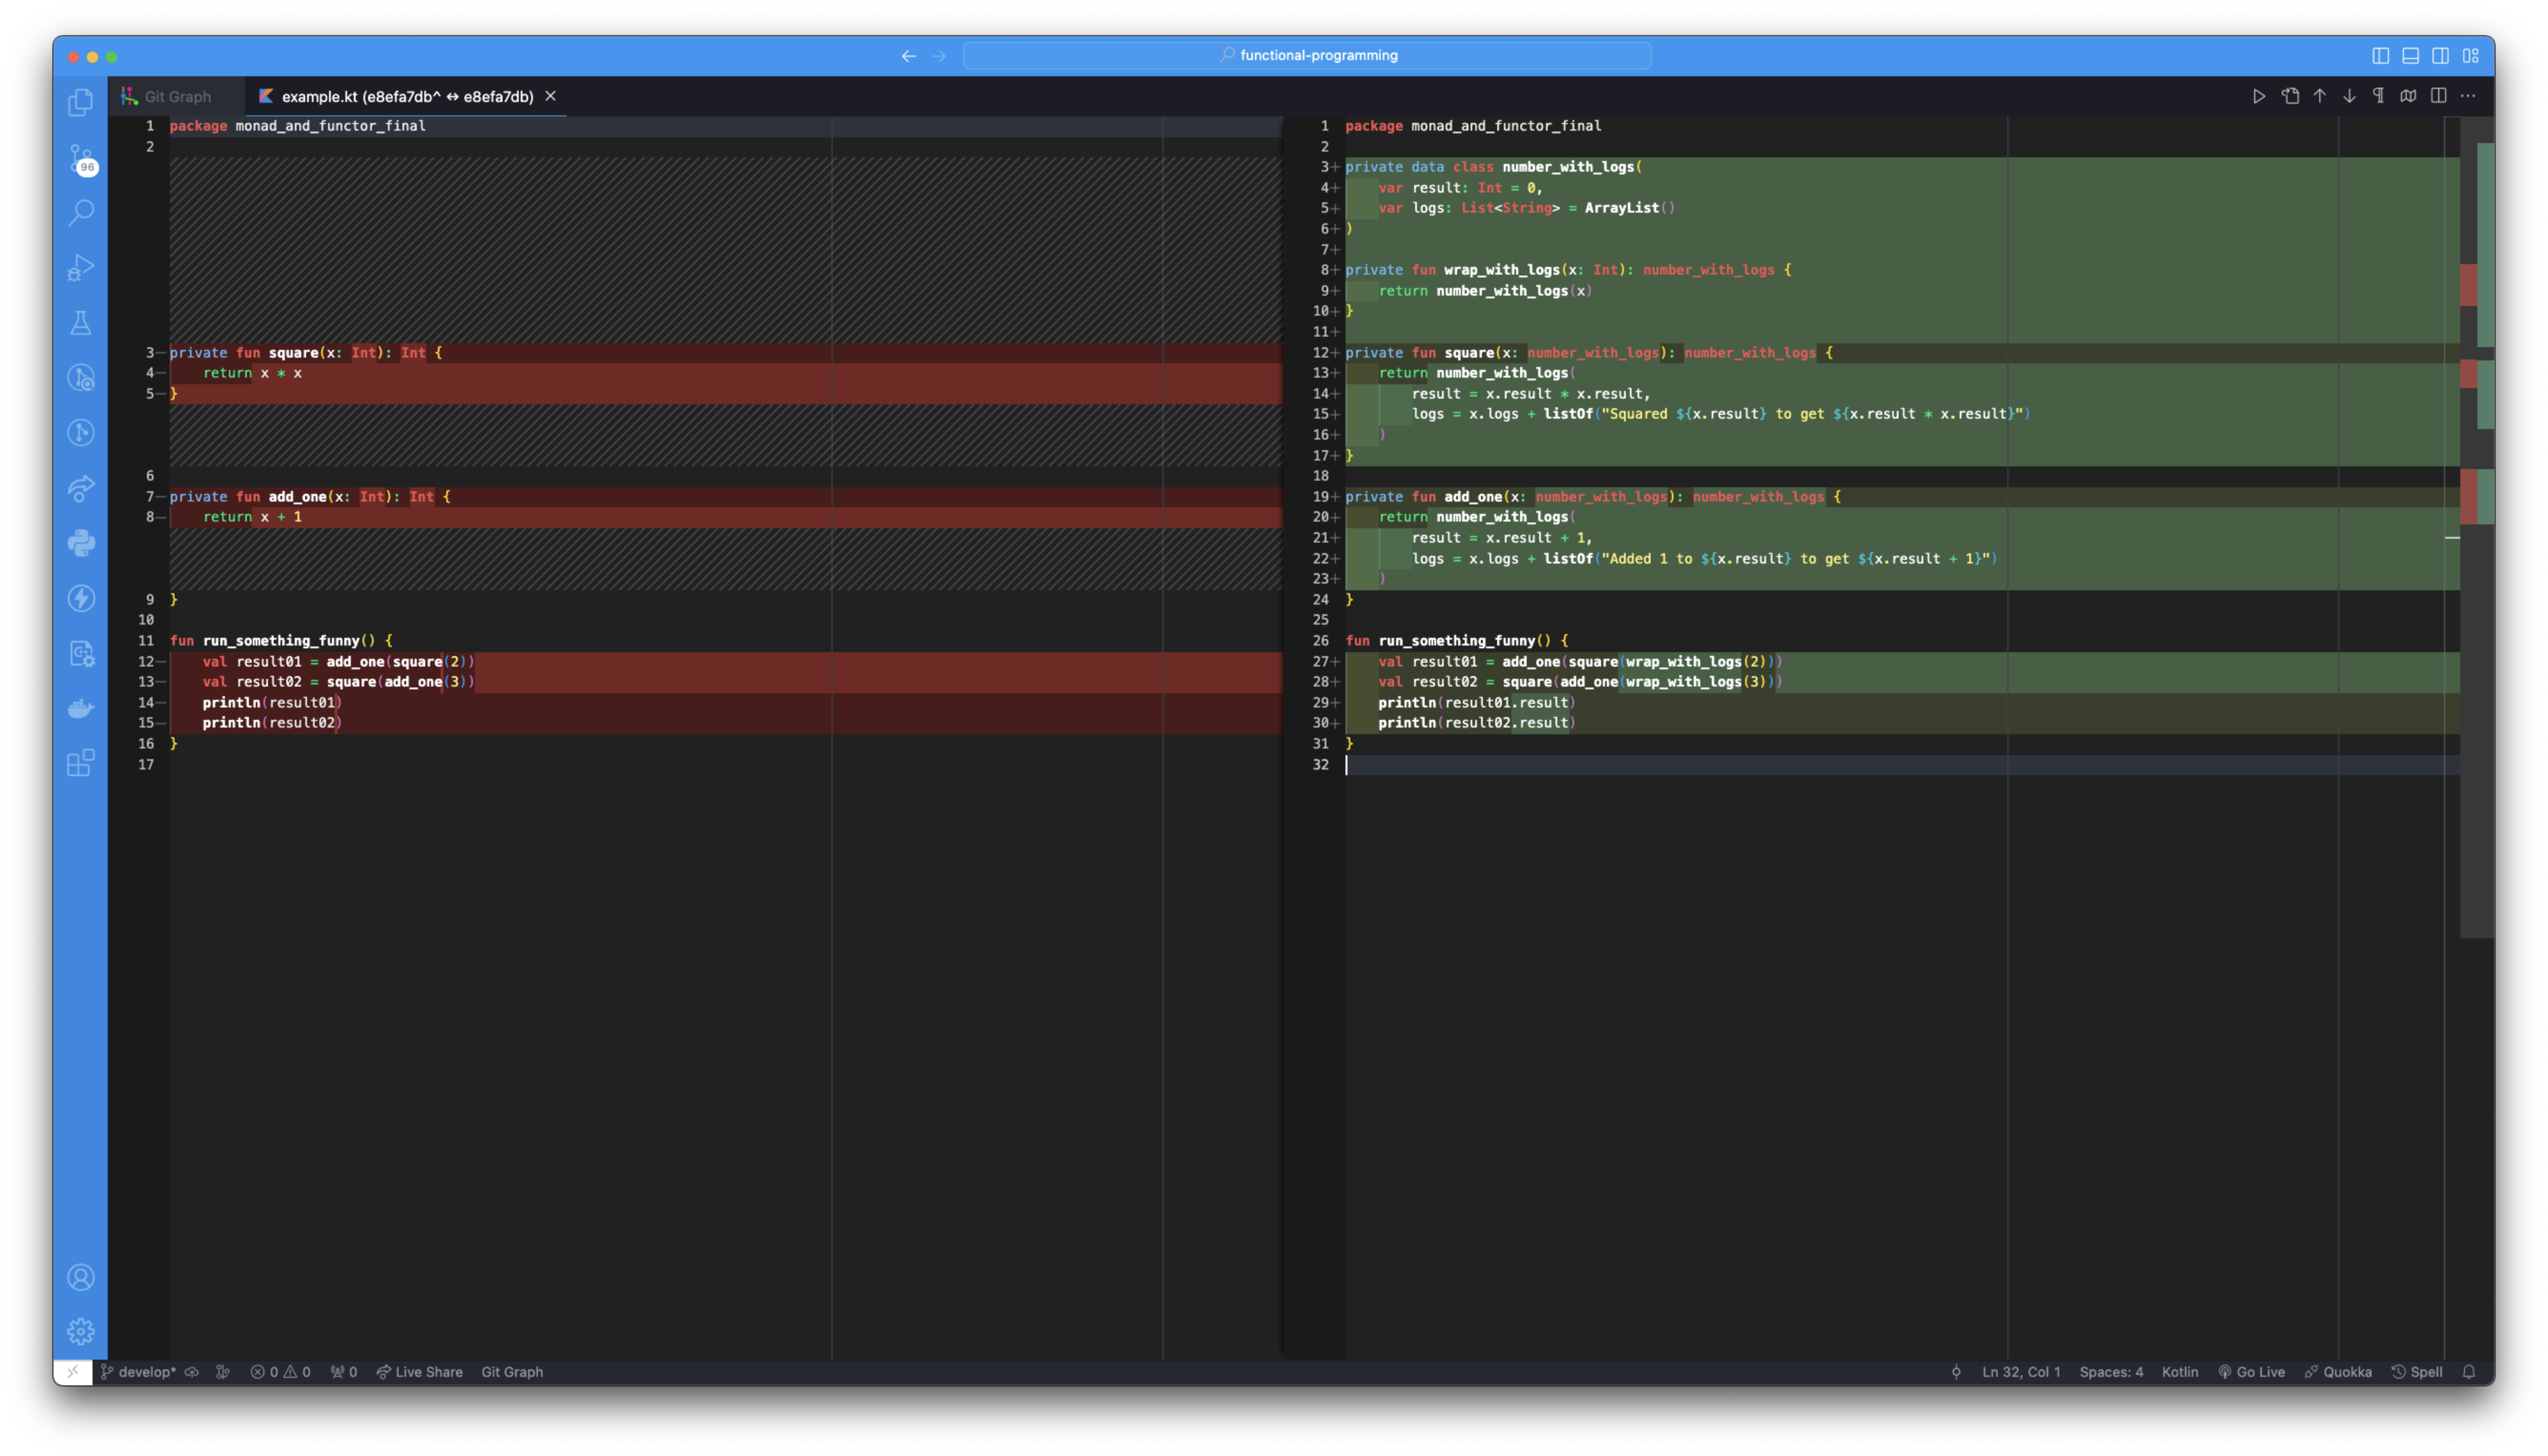 functional-programming
Git Graph
example.kt (e8efa7db^ ↔ e8efa7db)
96
1 package monad_and_functor_final
2
3 private fun square(x: Int): Int {
4     return x * x
5 }
6
7 private fun add_one(x: Int): Int {
8     return x + 1
9 }
10
11 fun run_something_funny() {
12     val result01 = add_one(square(2))
13     val result02 = square(add_one(3))
14     println(result01)
15     println(result02)
16 }
17
1 package monad_and_functor_final
2
3+ private data class number_with_logs(
4+     var result: Int = 0,
5+     var logs: List<String> = ArrayList()
6+ )
7+
8+ private fun wrap_with_logs(x: Int): number_with_logs {
9+     return number_with_logs(x)
10+ }
11+
12+ private fun square(x: number_with_logs): number_with_logs {
13+     return number_with_logs(
14+         result = x.result * x.result,
15+         logs = x.logs + listOf("Squared ${x.result} to get ${x.result * x.result}")
16+     )
17+ }
18
19+ private fun add_one(x: number_with_logs): number_with_logs {
20+     return number_with_logs(
21+         result = x.result + 1,
22+         logs = x.logs + listOf("Added 1 to ${x.result} to get ${x.result + 1}")
23+     )
24 }
25
26 fun run_something_funny() {
27+     val result01 = add_one(square(wrap_with_logs(2)))
28+     val result02 = square(add_one(wrap_with_logs(3)))
29+     println(result01.result)
30+     println(result02.result)
31 }
32
develop* 0 0 0 Live Share Git Graph Ln 32, Col 1 Spaces: 4 Kotlin Go Live Quokka Spell